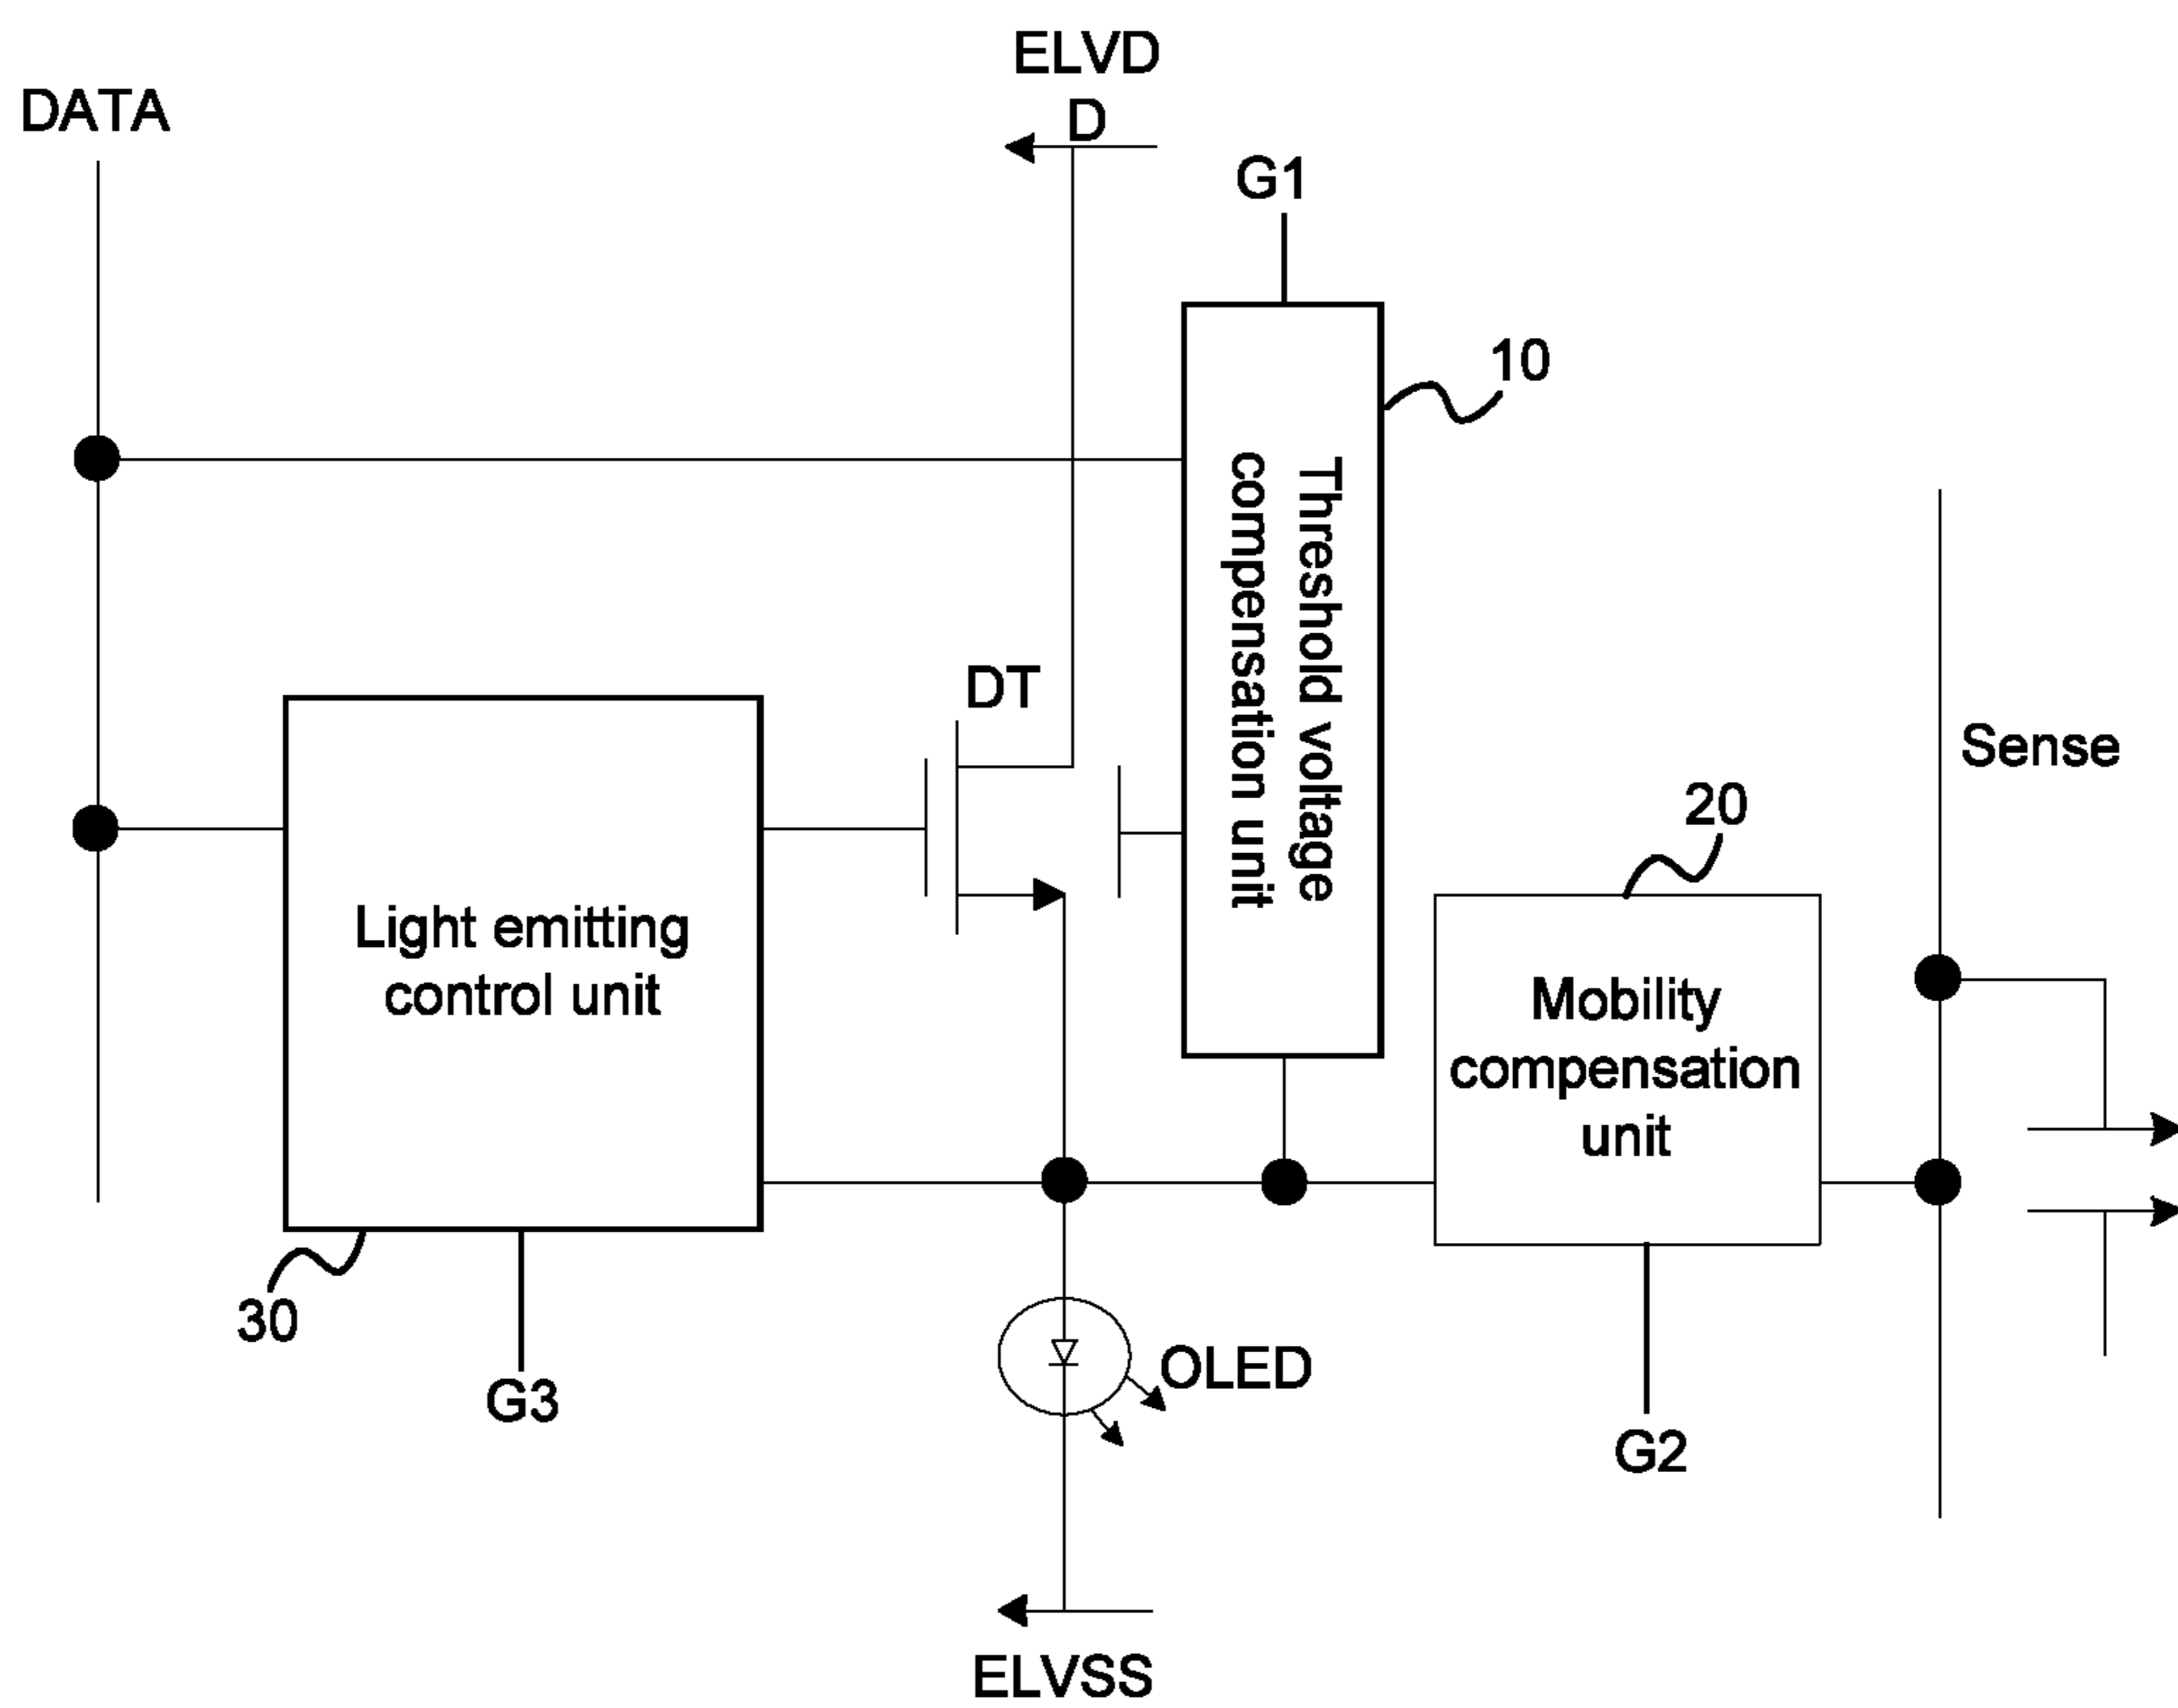 ELVD
D
DATA
G1
10
Threshold voltage
compensation unit
DT
Sense
20
Light emitting
control unit
Mobility
compensation
unit
30
OLED
G3
G2
ELVSS